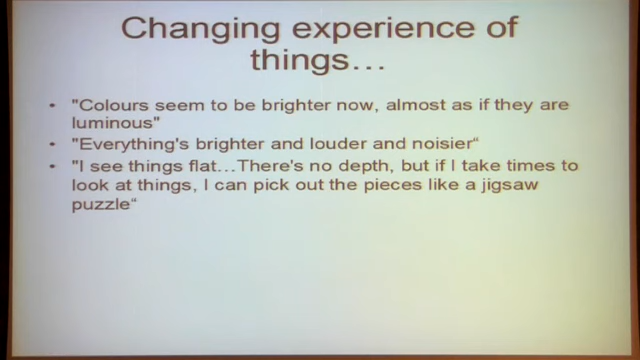 Changing experience of
things…
• "Colours seem to be brighter now, almost as if they are
luminous"
• "Everything's brighter and louder and noisier“
• "I see things flat…There's no depth, but if I take times to
look at things, I can pick out the pieces like a jigsaw
puzzle“